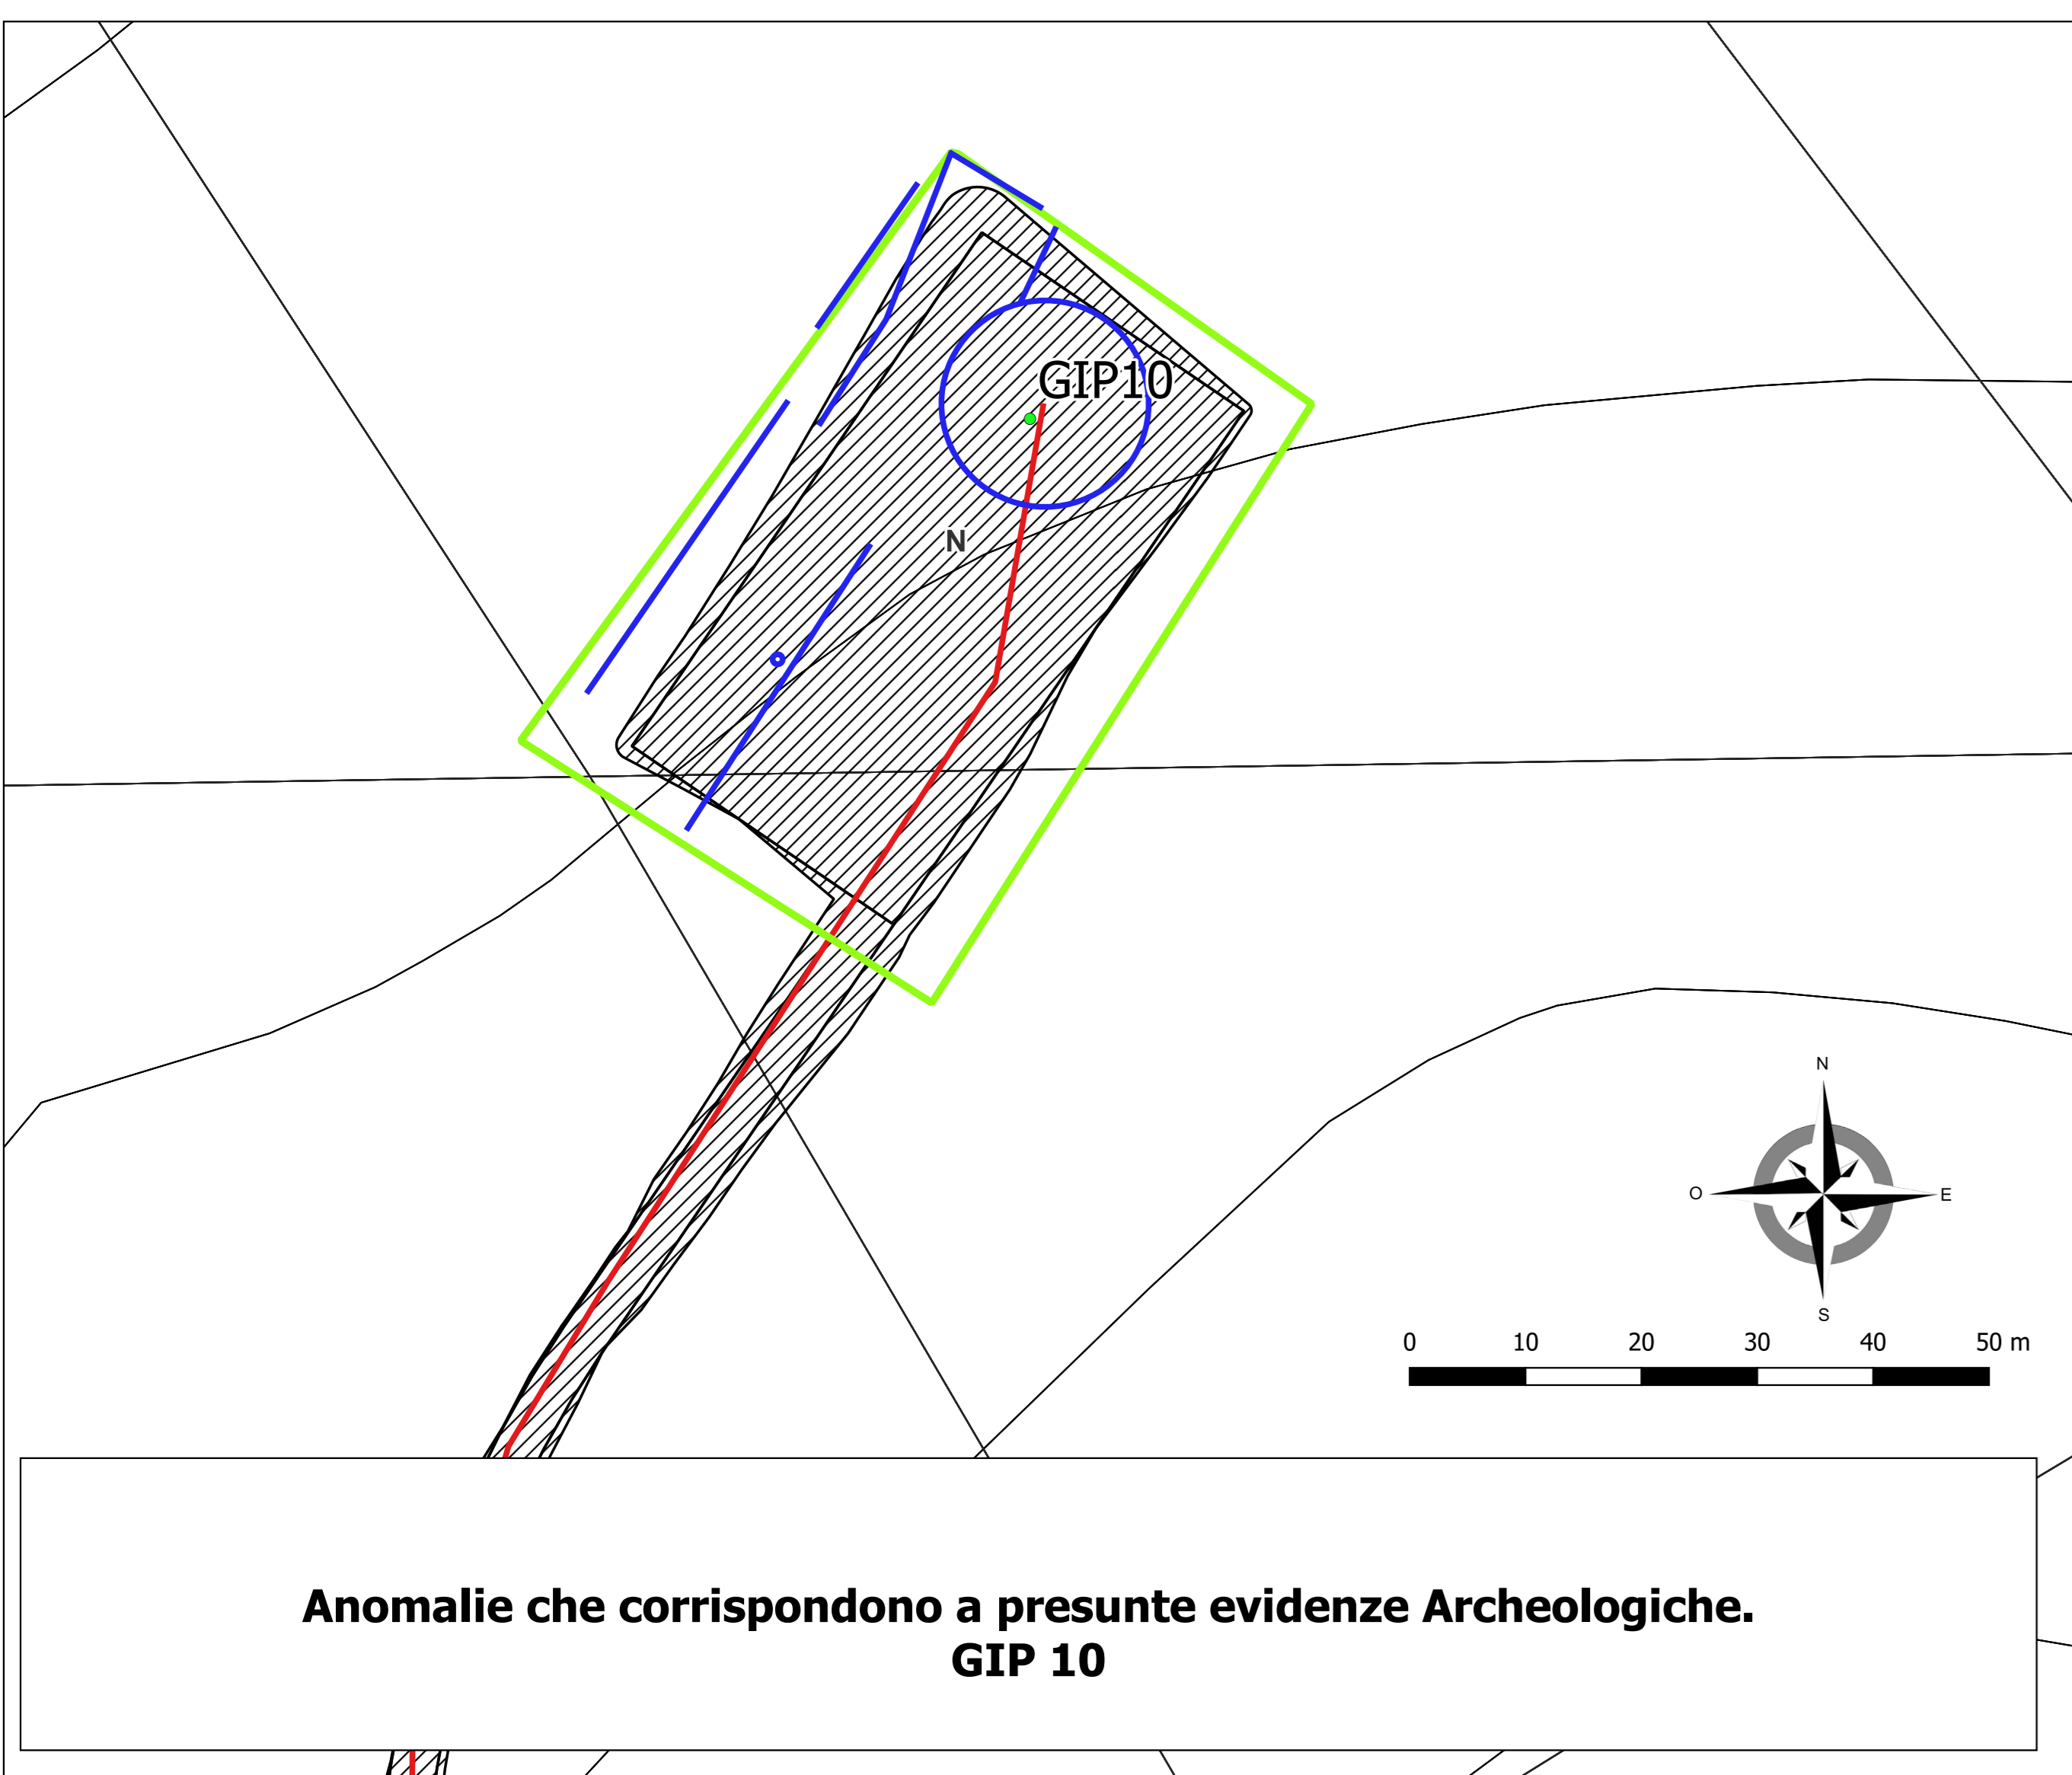 GIP10
N
N
O
E
S
0 10 20 30 40 50 m
Anomalie che corrispondono a presunte evidenze Archeologiche.
GIP 10